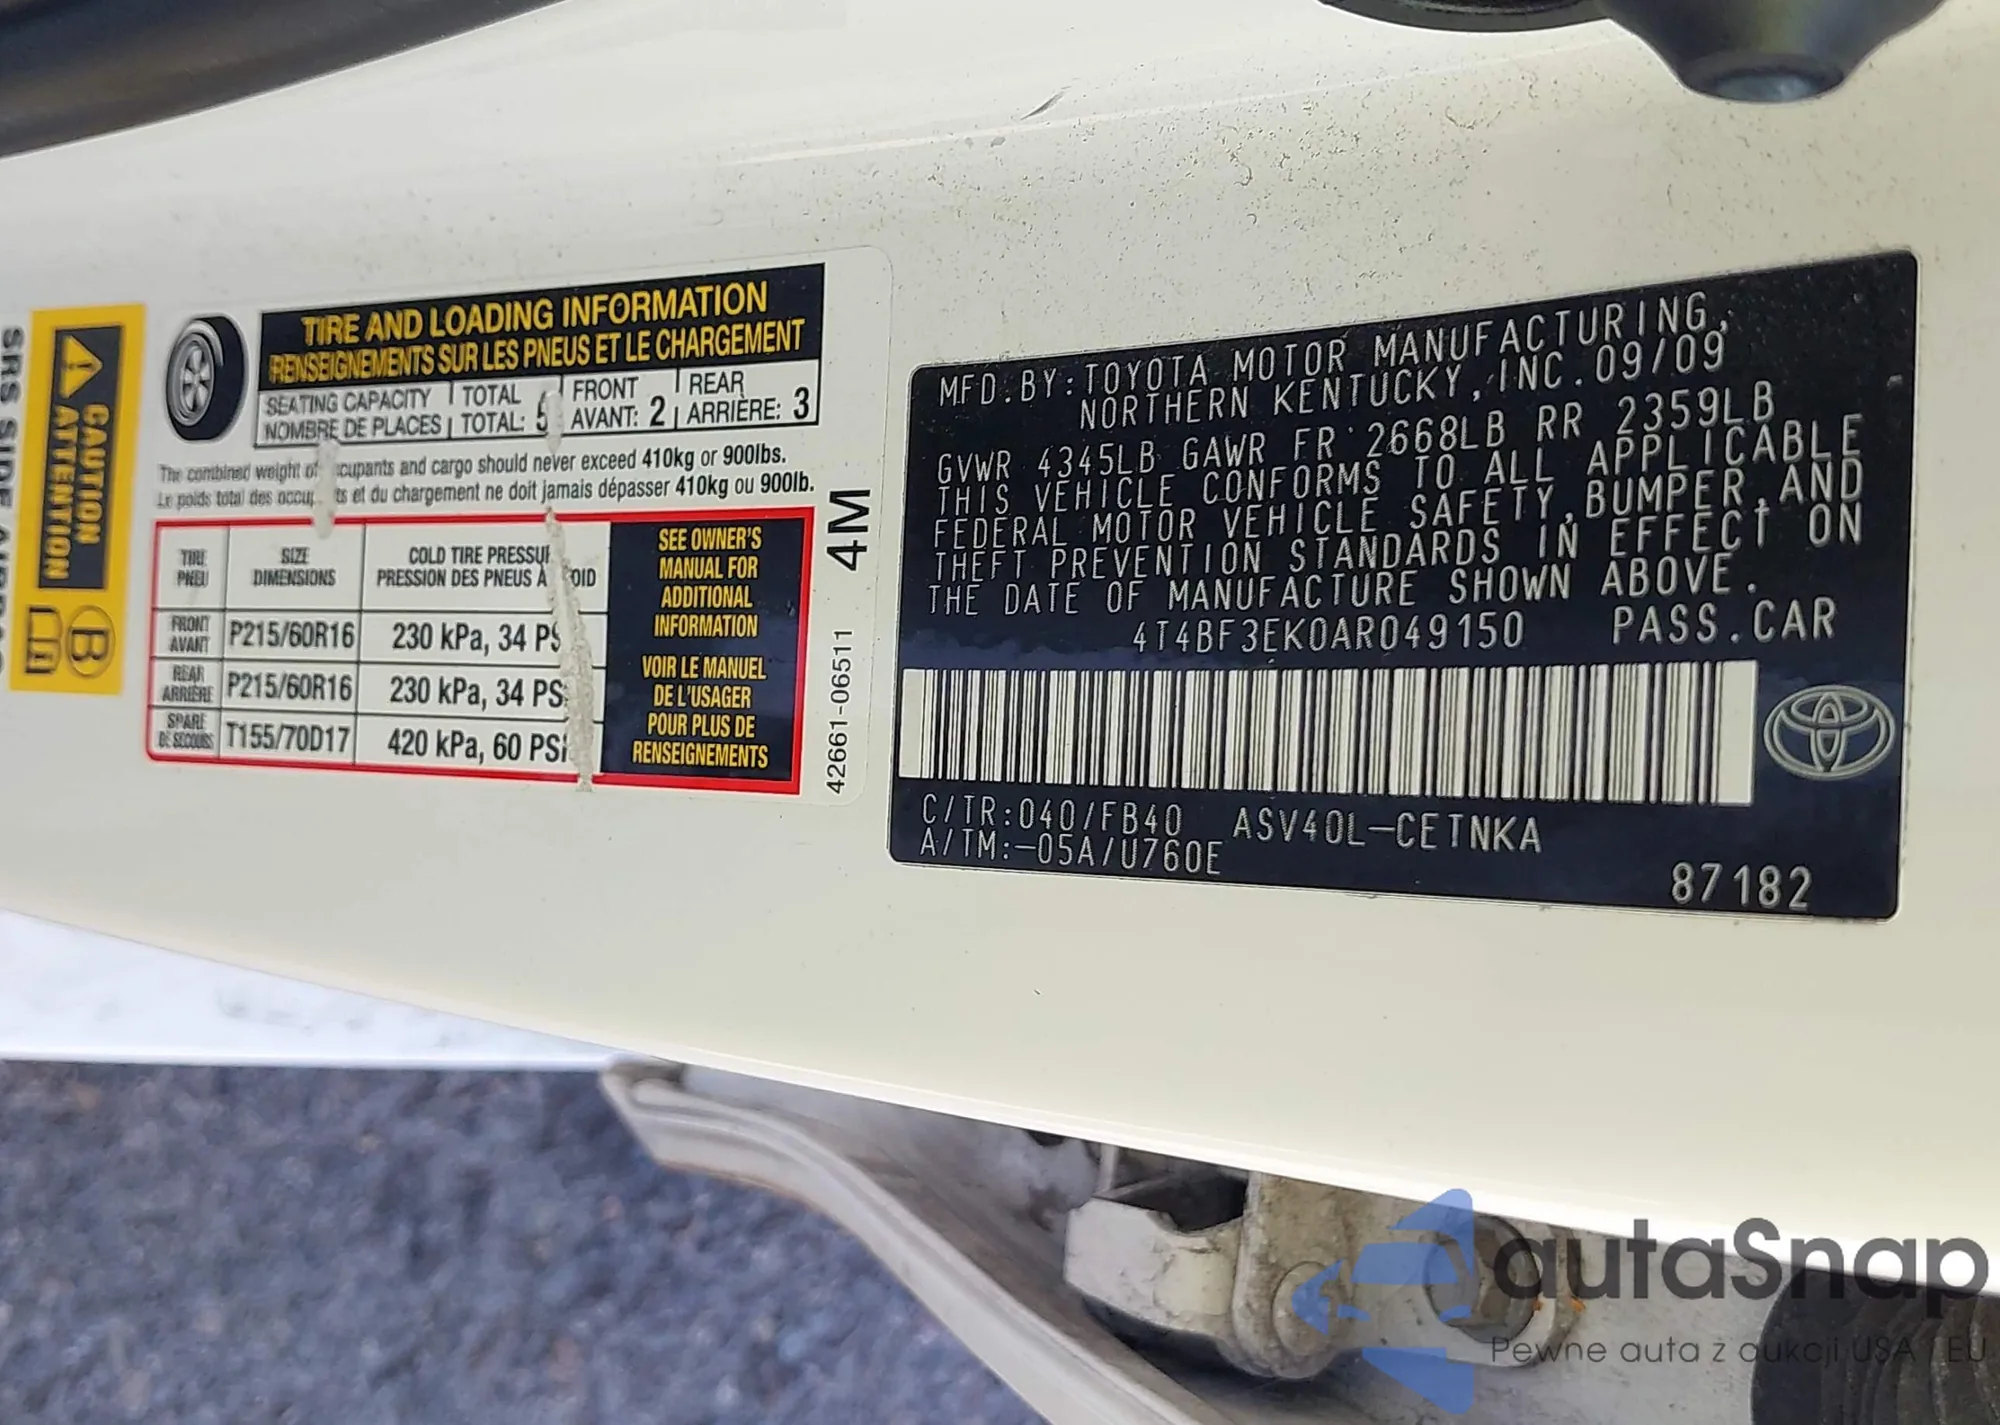 SRS SIDE
CAUTION
ATTENTION
B
TIRE AND LOADING INFORMATION
RENSEIGNEMENTS SUR LES PNEUS ET LE CHARGEMENT
SEATING CAPACITY TOTAL FRONT REAR
NOMBRE DE PLACES TOTAL: 5 AVANT: 2 ARRIÈRE: 3
The combined weight of cupants and cargo should never exceed 410kg or 900lbs.
Le poids total des occup ts et du chargement ne doit jamais dépasser 410kg ou 900lb.
TIRE SIZE COLD TIRE PRESSU
PNEU DIMENSIONS PRESSION DES PNEUS À OID
FRONT
AVANT P215/60R16 230 kPa, 34 PS
REAR
ARRIÈRE P215/60R16 230 kPa, 34 PS
SPARE
DE SECOURS T155/70D17 420 kPa, 60 PSI
SEE OWNER'S
MANUAL FOR
ADDITIONAL
INFORMATION
VOIR LE MANUEL
DE L'USAGER
POUR PLUS DE
RENSEIGNEMENTS
42661-06511 4M
MFD. BY: TOYOTA MOTOR MANUFACTURING,
NORTHERN KENTUCKY, INC. 09/09
GVWR 4345LB GAWR FR 2668LB RR 2359LB
THIS VEHICLE CONFORMS TO ALL APPLICABLE
FEDERAL MOTOR VEHICLE SAFETY, BUMPER, AND
THEFT PREVENTION STANDARDS IN EFFECT ON
THE DATE OF MANUFACTURE SHOWN ABOVE.
4T4BF3EK0AR049150 PASS.CAR
C/TR: 040/FB40 ASV40L-CETNKA
A/TM:-05A/U760E
87182
autaSnap
Pewne auta z aukcji USA i EU